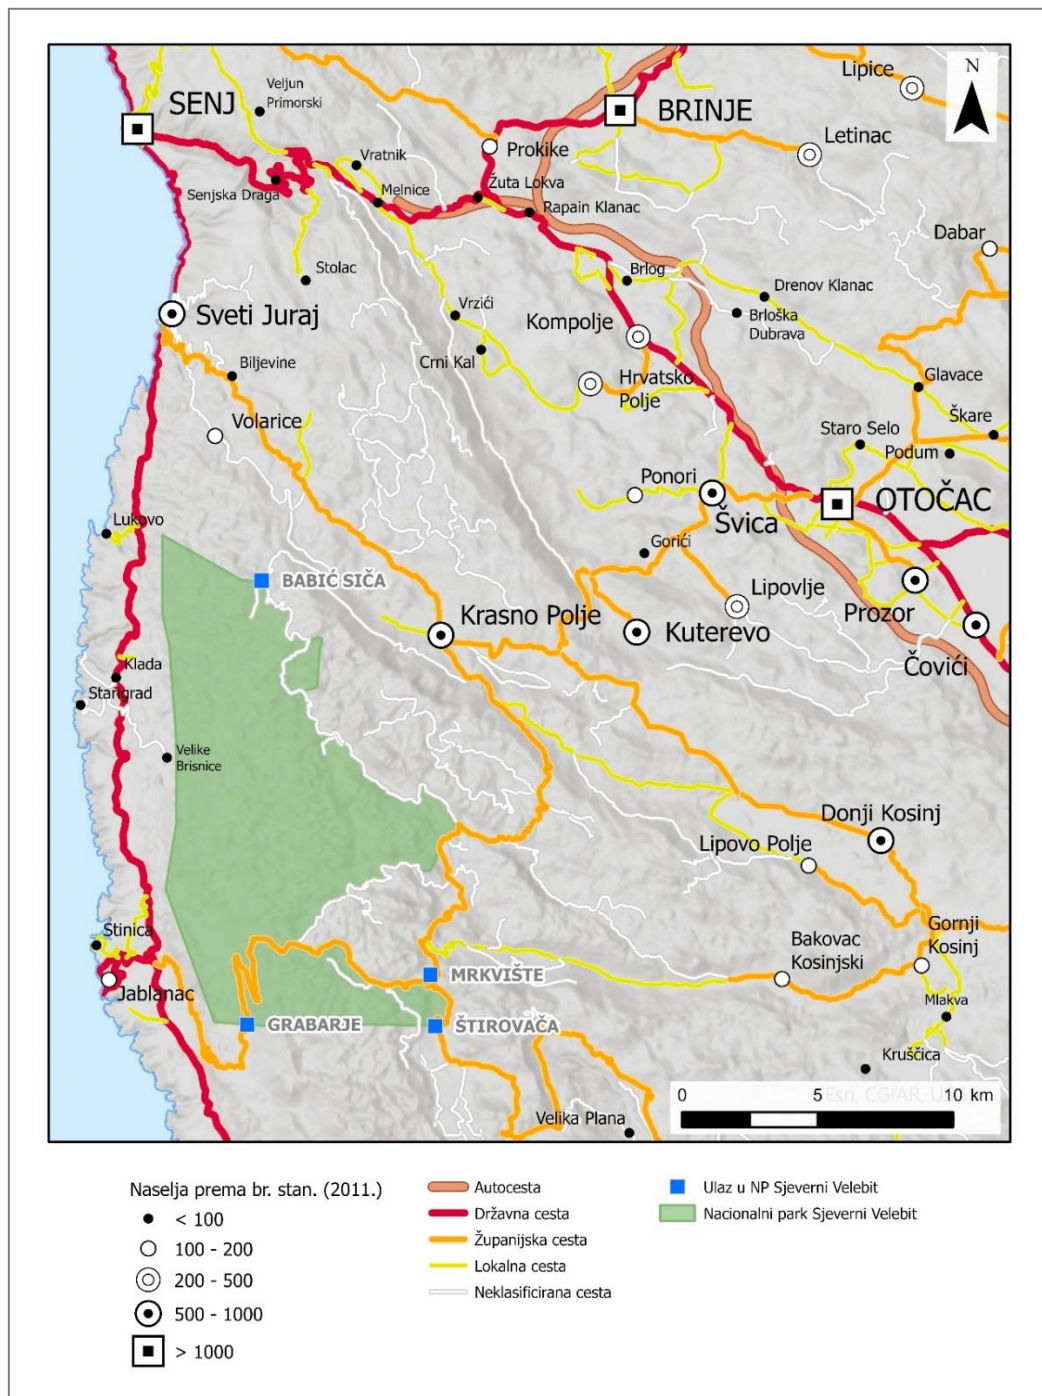 N
Lipice
Veljun
Primorski
SENJ
BRINJE
Letinac
Prokike
Vratnik
Senjska Draga
Melnice
Žuta Lokva
Rapain Klanac
Dabar
Stolac
Brlog
Drenov Klanac
Sveti Juraj
Vrzići
Kompolje
Brloška
Dubrava
Crni Kal
Biljevine
Hrvatsko
Polje
Glavace
Volarice
Staro Selo
Škare
Podum
Ponori
Švica
OTOČAC
Lukovo
Gorići
BABIĆ SIČA
Lipovlje
Prozor
Krasno Polje
Kuterevo
Čovići
Klada
Starigrad
Velike
Brisnice
Donji Kosinj
Lipovo Polje
Stinica
Gornji
Kosinj
Bakovac
Kosinjski
Jablanac
MRKVIŠTE
Mlakva
GRABARJE
ŠTIROVAČA
Kruščica
0 5 10 km
Esri, CGIAR, U
Velika Plana
Naselja prema br. stan. (2011.)
< 100
100 - 200
200 - 500
500 - 1000
> 1000
Autocesta
Državna cesta
Županijska cesta
Lokalna cesta
Neklasificirana cesta
Ulaz u NP Sjeverni Velebit
Nacionalni park Sjeverni Velebit